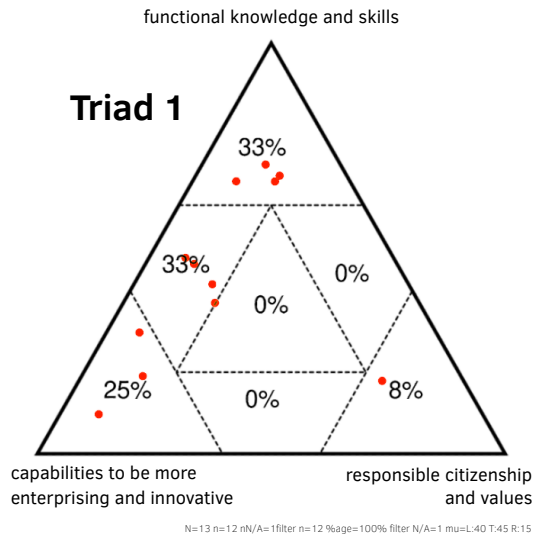 functional knowledge and skills
Triad 1
33%
33%
0%
0%
25%
0%
8%
capabilities to be more
enterprising and innovative
responsible citizenship
and values
N=13 n=12 nN/A=1filter n=12 %age=100% filter N/A=1 mu=L:40 T:45 R:15